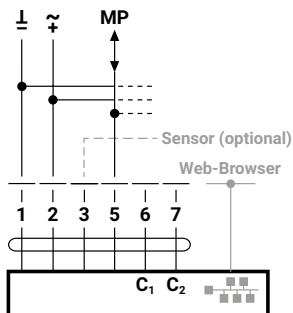 ⊥ ~ MP
– +
Sensor (optional)
Web-Browser
1 2 3 5 6 7
C₁ C₂